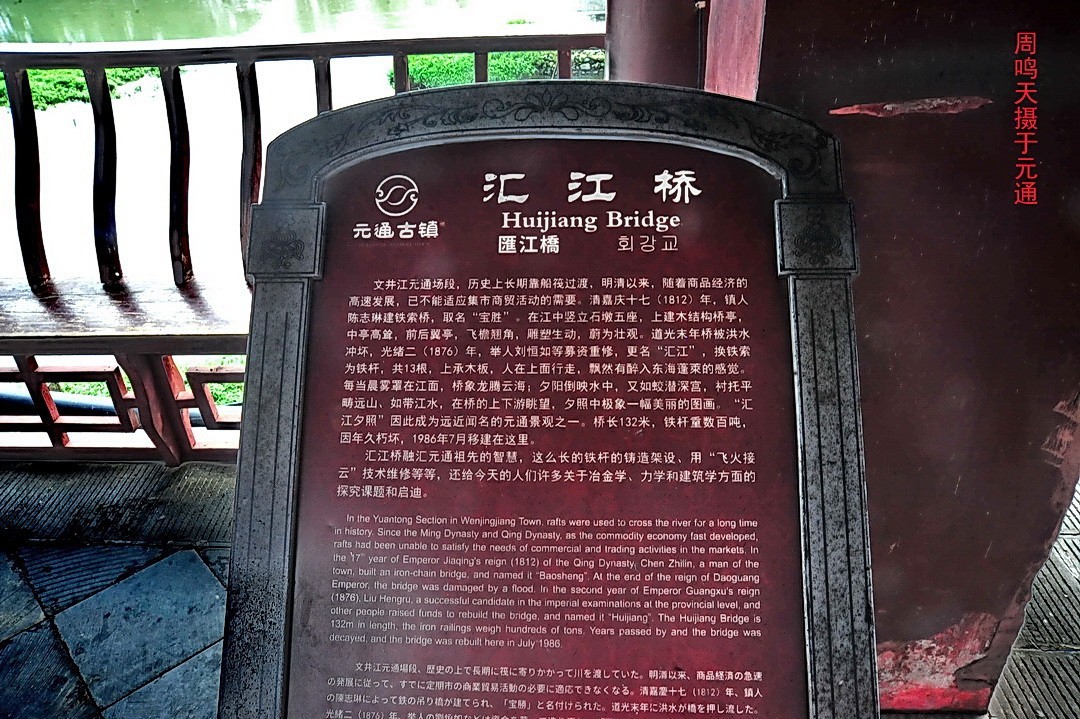 周鸣天摄于元通
元通古镇
汇江桥
Huijiang Bridge
匯江橋 회강교
文井江元通场段，历史上长期靠船筏过渡，明清以来，随着商品经济的
高速发展，已不能适应集市商贸活动的需要。清嘉庆十七（1812）年，镇人
陈志琳建铁索桥，取名“宝胜”。在江中竖立石墩五座，上建木结构桥亭，
中亭高耸，前后翼亭，飞檐翘角，雕塑生动，蔚为壮观。道光末年桥被洪水
冲坏，光绪二（1876）年，举人刘恒如等募资重修，更名“汇江”，换铁索
为铁杆，共13根，上承木板，人在上面行走，飘然有醉入东海蓬莱的感觉。
每当晨雾罩在江面，桥象龙腾云海；夕阳倒映水中，又如蛟潜深宫，衬托平
畴远山、如带江水，在桥的上下游眺望，夕照中极象一幅美丽的图画。“汇
江夕照”因此成为远近闻名的元通景观之一。桥长132米，铁杆重数百吨，
因年久朽坏，1986年7月移建在这里。
汇江桥融汇元通祖先的智慧，这么长的铁杆的铸造架设、用“飞火接
云”技术维修等等，还给今天的人们许多关于冶金学、力学和建筑学方面的
探究课题和启迪。
In the Yuantong Section in Wenjingjiang Town, rafts were used to cross the river for a long time
in history. Since the Ming Dynasty and Qing Dynasty, as the commodity economy fast developed,
rafts had been unable to satisfy the needs of commercial and trading activities in the markets. In
the 17" year of Emperor Jiaqing's reign (1812) of the Qing Dynasty, Chen Zhilin, a man of the
town, built an iron-chain bridge, and named it "Baosheng". At the end of the reign of Daoguang
Emperor, the bridge was damaged by a flood. In the second year of Emperor Guangxu's reign
(1876), Liu Hengru, a successful candidate in the imperial examinations at the provincial level, and
other people raised funds to rebuild the bridge, and named it "Huijiang". The Huijiang Bridge is
132m in length, the iron railings weigh hundreds of tons. Years passed by and the bridge was
decayed, and the bridge was rebuilt here in July 1986.
文井江元通場段、歴史の上で長期に筏に寄りかかって川を渡していた。明清以来、商品経済の急速
の発展に従って、すでに定期市の商業貿易活動の必要に適応できなくなる。清嘉慶十七（1812）年、鎮人
の陳志琳によって鉄の吊り橋が建てられ、「宝勝」と名付けられた。道光末年に洪水が橋を押し流した。
光緒二（1876）年、挙人の劉恒如などは資金を